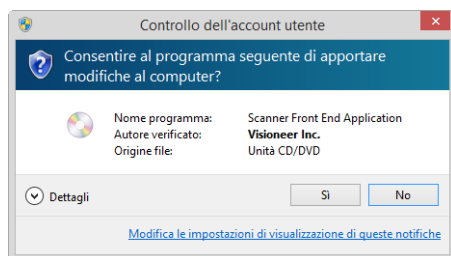 Controllo dell'account utente
Consentire al programma seguente di apportare
modifiche al computer?
Nome programma: Scanner Front End Application
Autore verificato: Visioneer Inc.
Origine file: Unità CD/DVD
Dettagli Sì No
Modifica le impostazioni di visualizzazione di queste notifiche